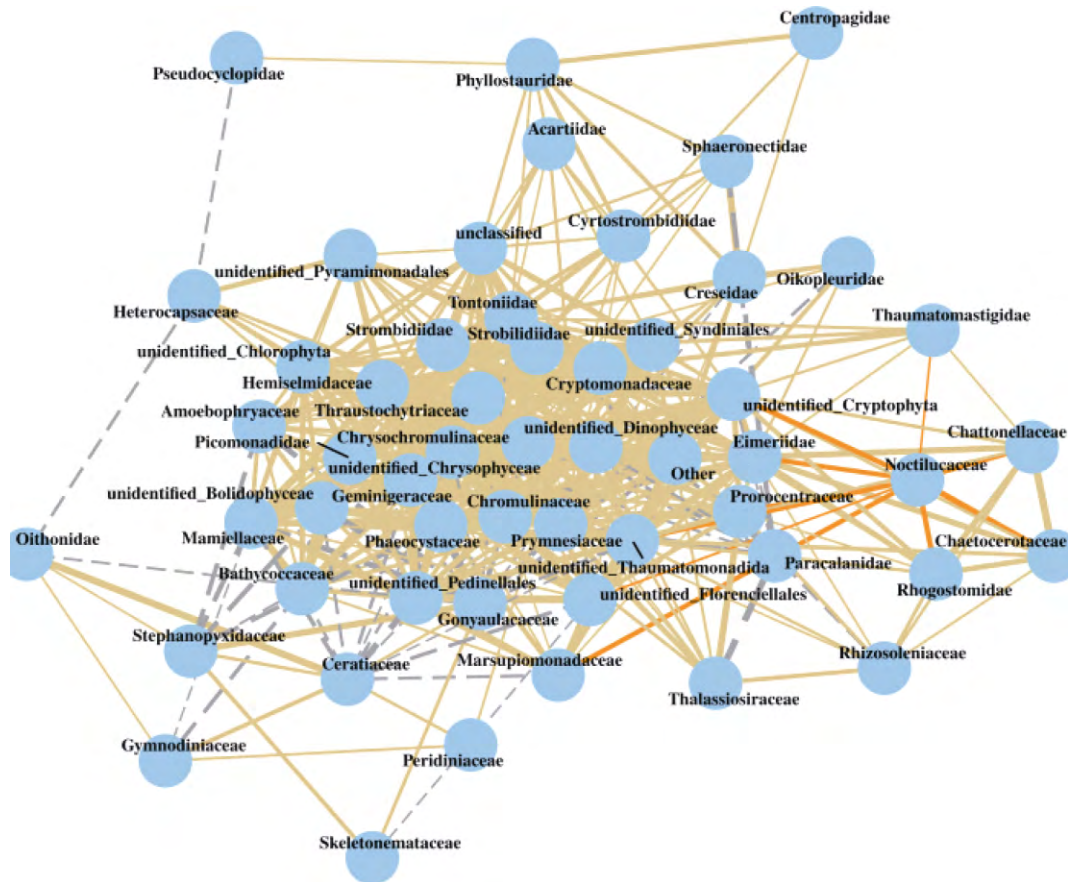 Centropagidae
Pseudocyclopidae
Phyllostauridae
Acartiidae
Sphaeronectidae
Cyrtostrombidiidae
unclassified
unidentified_Pyramimonadales
Oikopleuridae
Creseidae
Tontoniidae
Heterocapsaceae
Thaumatomastigidae
Strombidiidae
Strobilidiidae
unidentified_Syndiniales
unidentified_Chlorophyta
Hemiselmidaceae
Cryptomonadaceae
unidentified_Cryptophyta
Amoebophryaceae
Thraustochytriaceae
Picomonadidae
Chrysochromulinaceae
unidentified_Dinophyceae
Eimeriidae
Chattonellaceae
unidentified_Chrysophyceae
Other
Noctilucaceae
unidentified_Bolidophyceae
Geminigeraceae
Chromulinaceae
Prorocentraceae
Mamiellaceae
Oithonidae
Phaeocystaceae
Prymnesiaceae
Chaetocerotaceae
Paracalanidae
unidentified_Thaumatomonadida
Bathycoccaceae
unidentified_Pedinellales
Rhogostomidae
unidentified_Florenciellales
Gonyaulacaceae
Stephanopyxidaceae
Ceratiaceae
Marsupiomonadaceae
Rhizosoleniaceae
Thalassiosiraceae
Gymnodiniaceae
Peridiniaceae
Skeletonemataceae